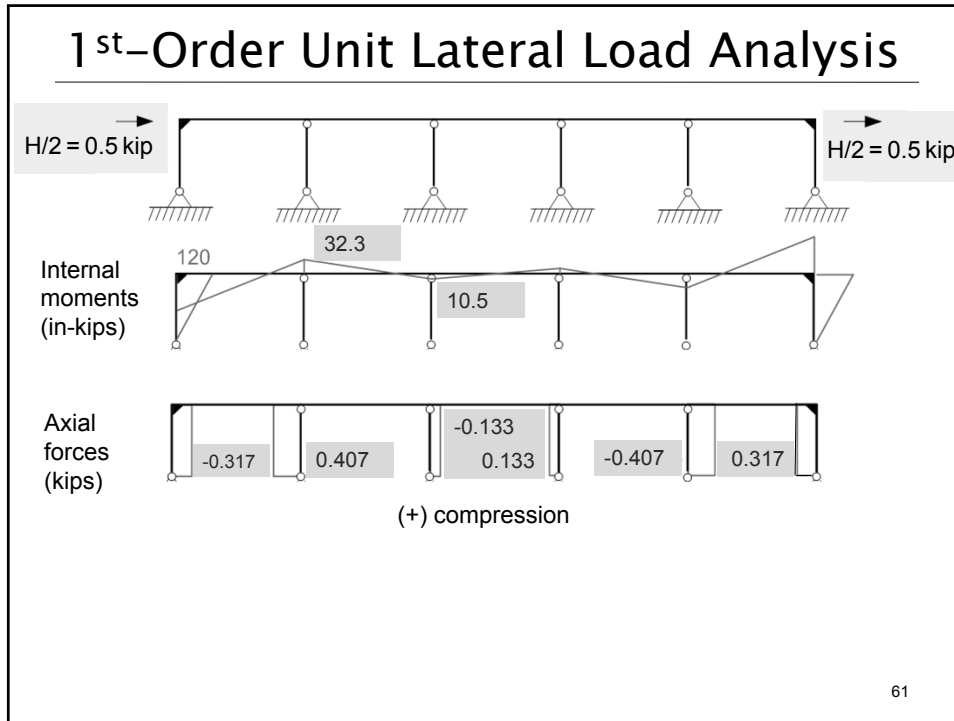 1st-Order Unit Lateral Load Analysis
H/2 = 0.5 kip
H/2 = 0.5 kip
Internal
moments
(in-kips)
120
32.3
10.5
Axial
forces
(kips)
-0.317
0.407
-0.133
0.133
-0.407
0.317
(+) compression
61